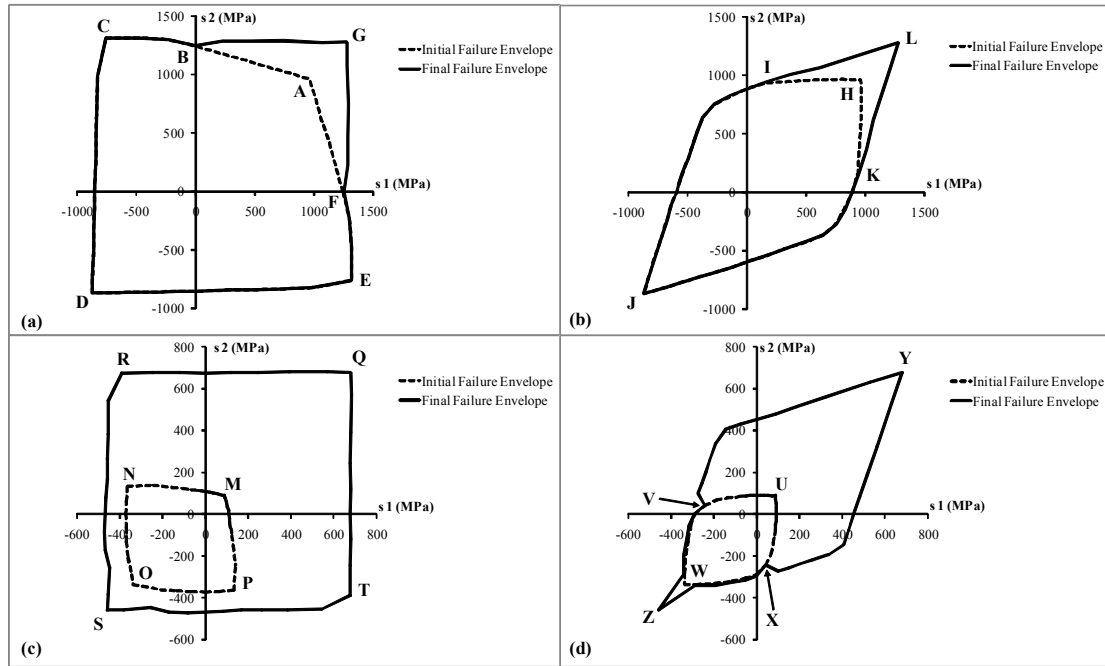 s2 (MPa)
1500
C
G
B
1000
A
500
0
s1 (MPa)
-1000 -500 0 500 1000 1500
F
-500
E
D
-1000
(a)
Initial Failure Envelope
Final Failure Envelope
s2 (MPa)
1500
L
I
1000
H
500
K
0
s1 (MPa)
-1000 -500 0 500 1000 1500
-500
J
-1000
(b)
Initial Failure Envelope
Final Failure Envelope
s2 (MPa)
800
R
Q
600
400
200
N
M
0
s1 (MPa)
-600 -400 -200 0 200 400 600 800
-200
O
P
-400
S
T
-600
(c)
Initial Failure Envelope
Final Failure Envelope
s2 (MPa)
800
Y
600
400
200
V
U
0
s1 (MPa)
-600 -400 -200 0 200 400 600 800
-200
W
-400
Z
X
-600
(d)
Initial Failure Envelope
Final Failure Envelope